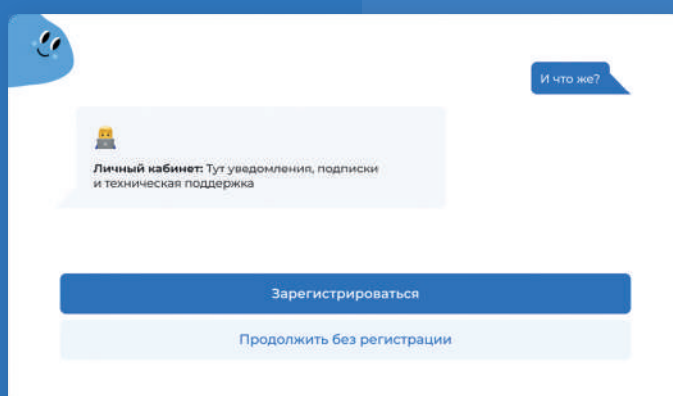 И что же?
Личный кабинет: Тут уведомления, подписки
и техническая поддержка
Зарегистрироваться
Продолжить без регистрации